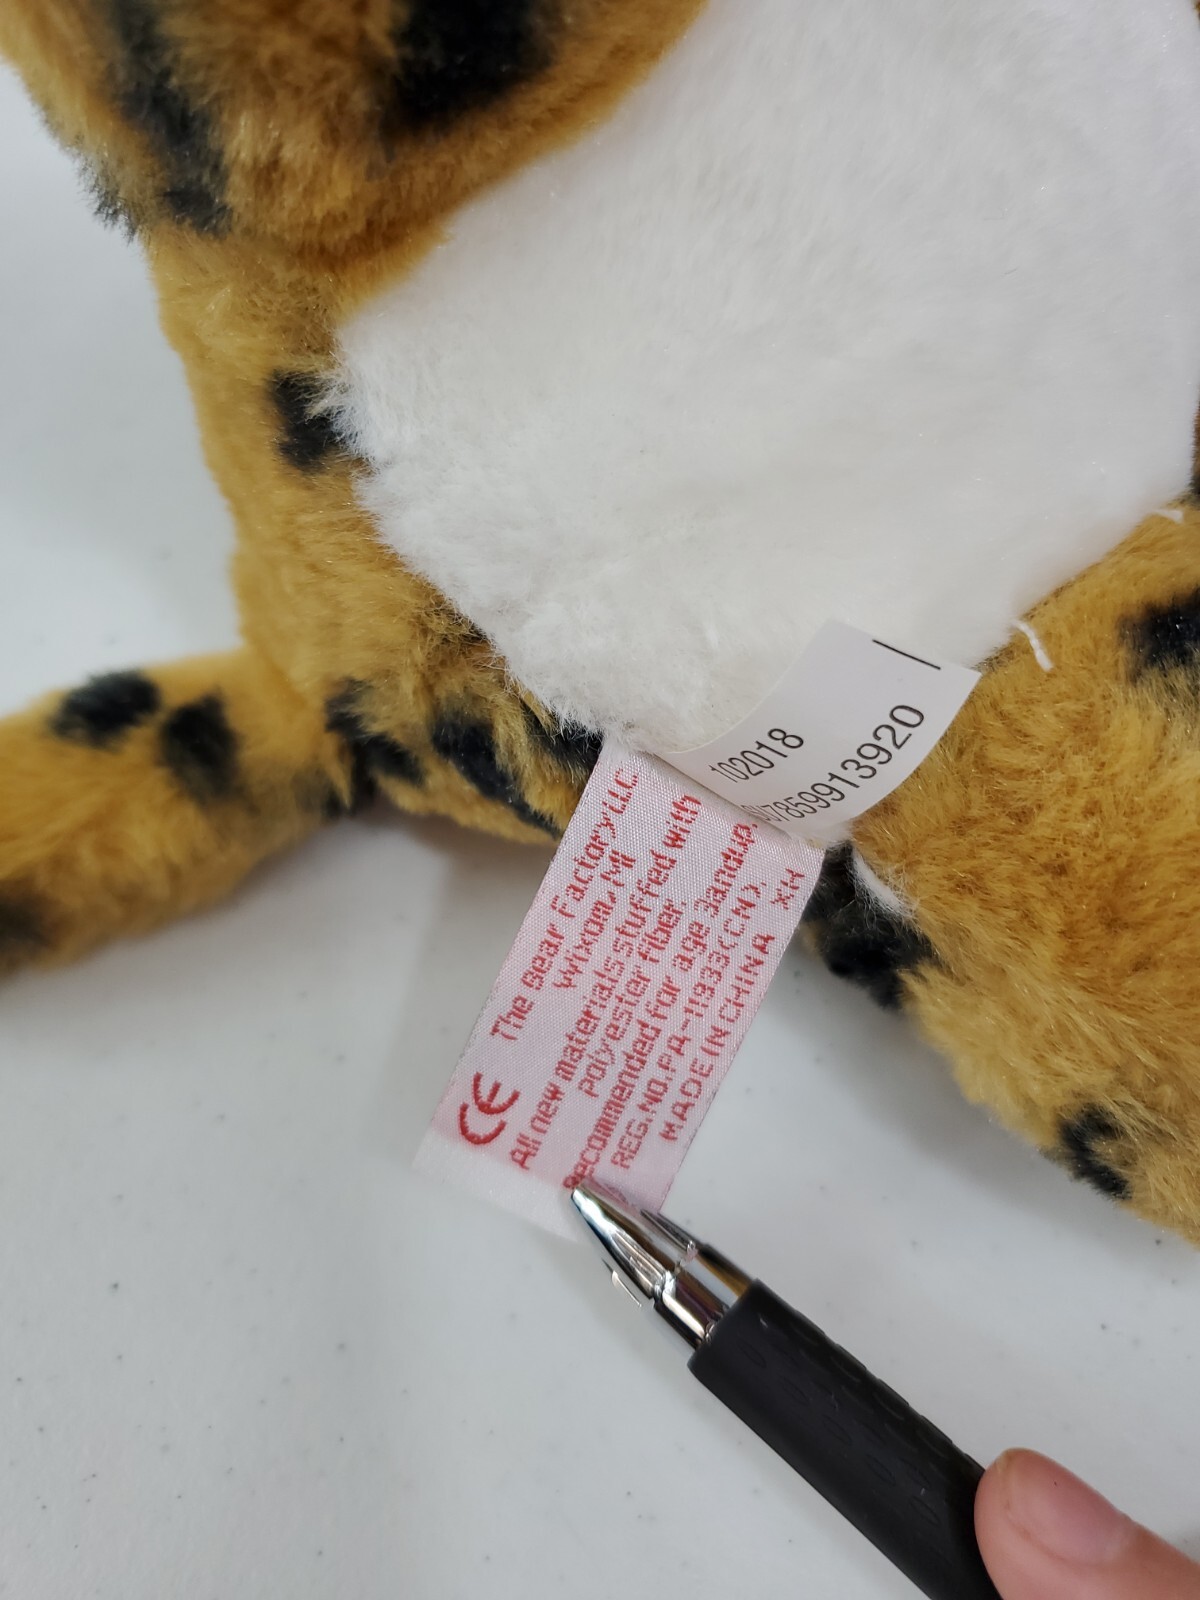 102018
7859913920
The Bear Factory LLC
Wixom, MI
CE
All new materials stuffed with
polyester fiber.
Recommended for age 3andup.
REG.NO.PA-11933(CN).
MADE IN CHINA XH